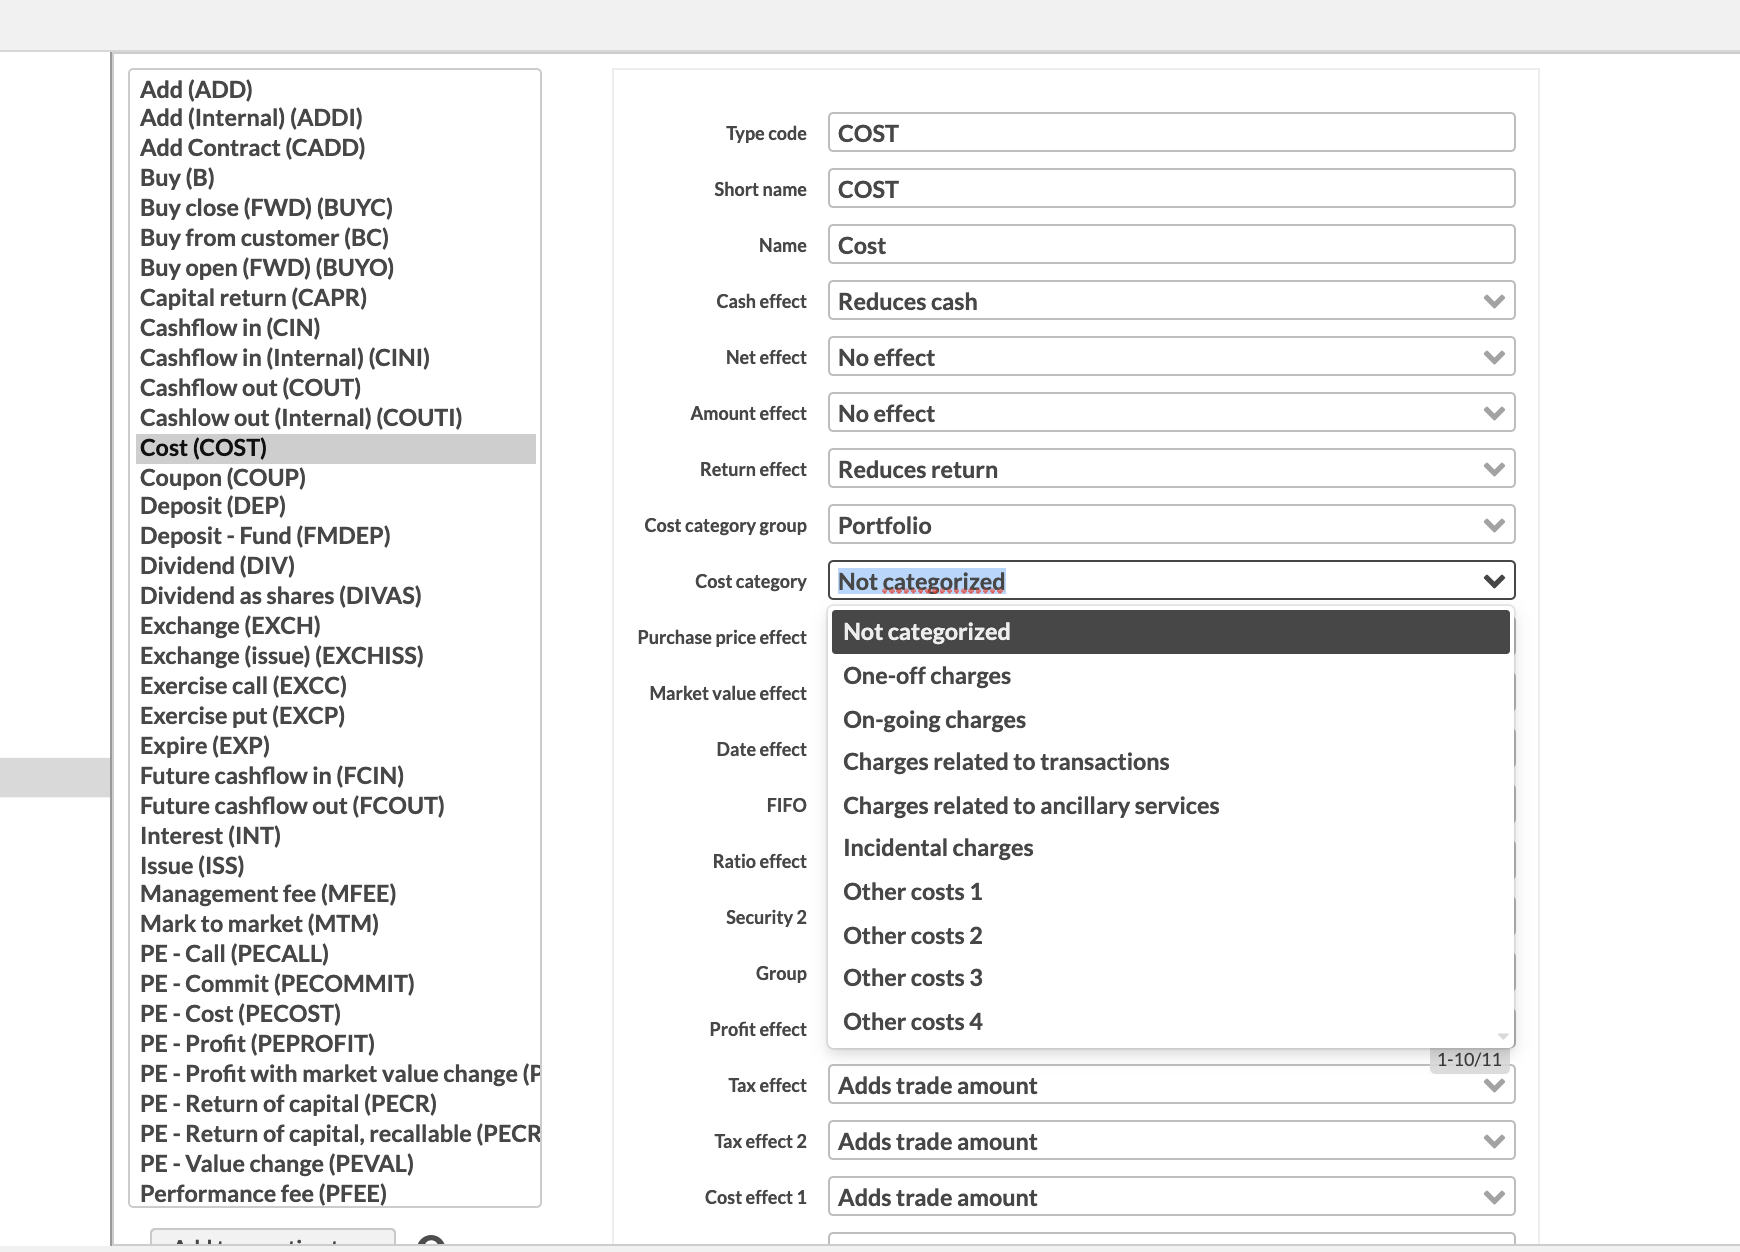 Add (ADD)
Add (Internal) (ADDI)
Add Contract (CADD)
Buy (B)
Buy close (FWD) (BUYC)
Buy from customer (BC)
Buy open (FWD) (BUYO)
Capital return (CAPR)
Cashflow in (CIN)
Cashflow in (Internal) (CINI)
Cashflow out (COUT)
Cashlow out (Internal) (COUTI)
Cost (COST)
Coupon (COUP)
Deposit (DEP)
Deposit - Fund (FMDEP)
Dividend (DIV)
Dividend as shares (DIVAS)
Exchange (EXCH)
Exchange (issue) (EXCHISS)
Exercise call (EXCC)
Exercise put (EXCP)
Expire (EXP)
Future cashflow in (FCIN)
Future cashflow out (FCOUT)
Interest (INT)
Issue (ISS)
Management fee (MFEE)
Mark to market (MTM)
PE - Call (PECALL)
PE - Commit (PECOMMIT)
PE - Cost (PECOST)
PE - Profit (PEPROFIT)
PE - Profit with market value change (P
PE - Return of capital (PECR)
PE - Return of capital, recallable (PECR
PE - Value change (PEVAL)
Performance fee (PFEE)
Type code COST
Short name COST
Name Cost
Cash effect Reduces cash
Net effect No effect
Amount effect No effect
Return effect Reduces return
Cost category group Portfolio
Cost category Not categorized
Purchase price effect Not categorized
One-off charges
Market value effect
On-going charges
Date effect
Charges related to transactions
FIFO Charges related to ancillary services
Ratio effect Incidental charges
Other costs 1
Security 2
Other costs 2
Group Other costs 3
Profit effect Other costs 4
1-10/11
Tax effect Adds trade amount
Tax effect 2 Adds trade amount
Cost effect 1 Adds trade amount